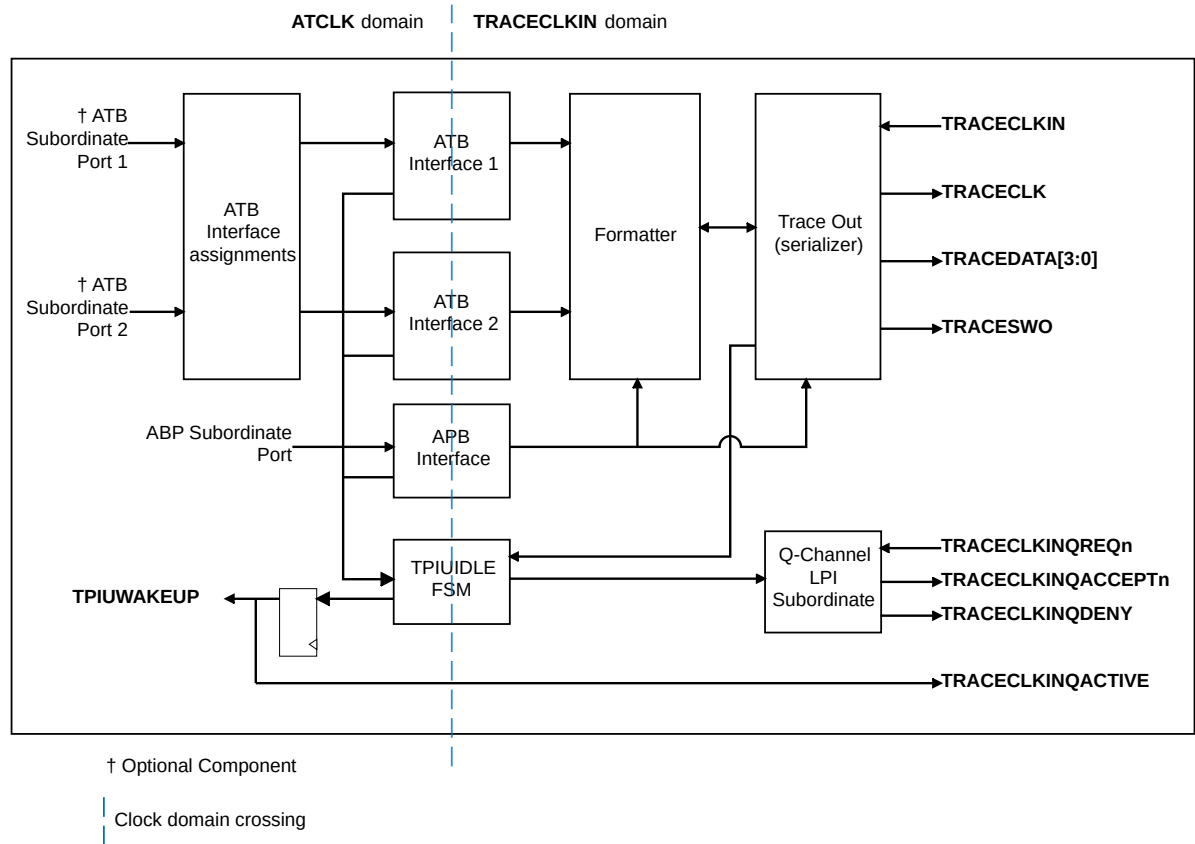 ATCLK domain
TRACECLKIN domain
† ATB
Subordinate
Port 1
ATB
Interface
assignments
ATB
Interface 1
Formatter
Trace Out
(serializer)
TRACECLKIN
TRACECLK
TRACEDATA[3:0]
TRACESWO
† ATB
Subordinate
Port 2
ATB
Interface 2
ABP Subordinate
Port
APB
Interface
TPIUIDLE
FSM
Q-Channel
LPI
Subordinate
TRACECLKINQREQn
TRACECLKINQACCEPTn
TRACECLKINQDENY
TPIUWAKEUP
TRACECLKINQACTIVE
† Optional Component
Clock domain crossing